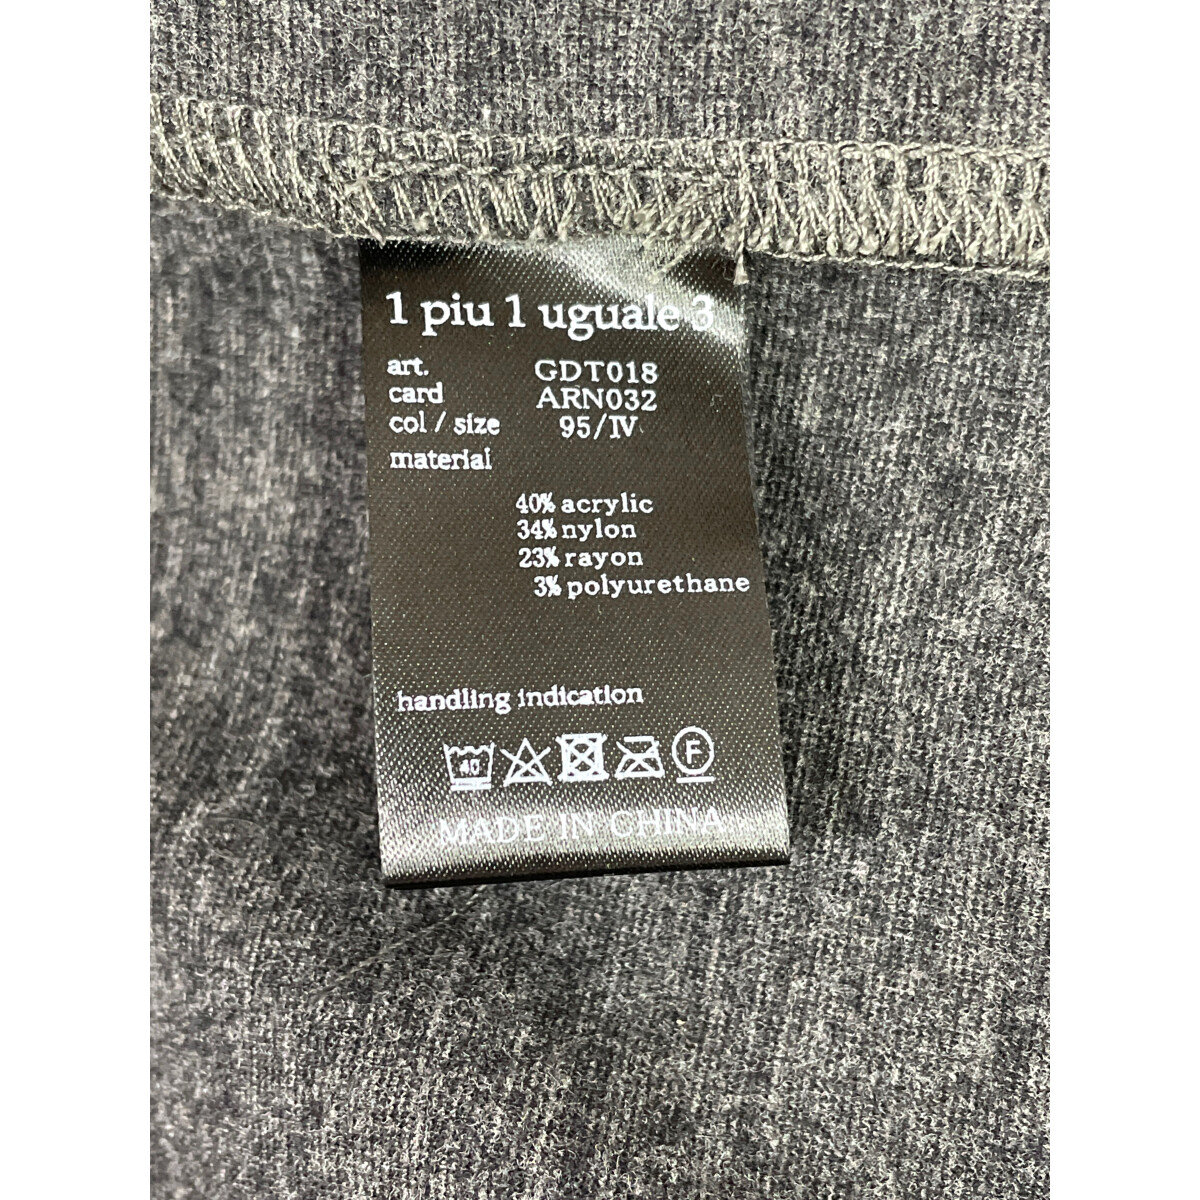 1 piu 1 uguale 3
art. GDT018
card ARN032
col / size 95/IV
material
40% acrylic
34% nylon
23% rayon
3% polyurethane
handling indication
40 F
MADE IN CHINA